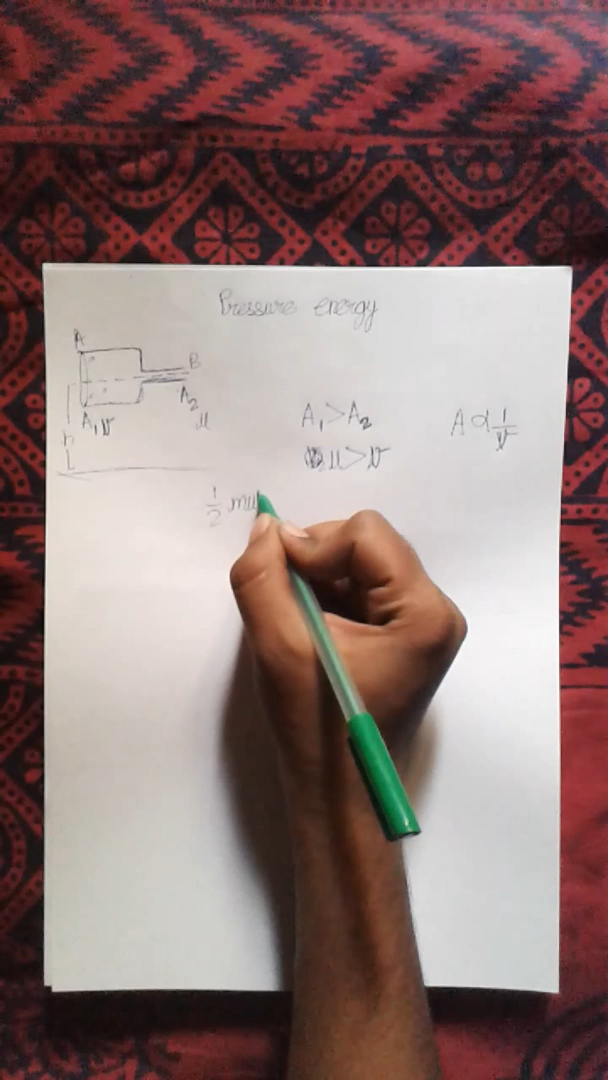 Pressure energy
A
B
A₁ v
A₂
u
h
A₁ > A₂
A ∝ 1/v
u > v
1/2 mu